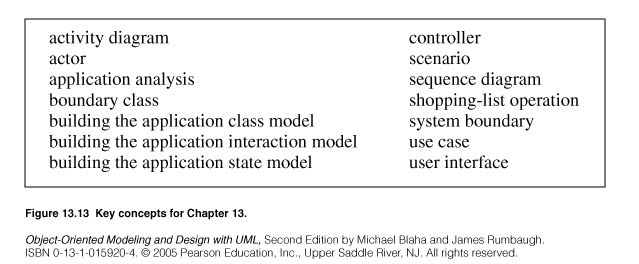 activity diagram
actor
application analysis
boundary class
building the application class model
building the application interaction model
building the application state model
controller
scenario
sequence diagram
shopping-list operation
system boundary
use case
user interface
Figure 13.13 Key concepts for Chapter 13.
Object-Oriented Modeling and Design with UML, Second Edition by Michael Blaha and James Rumbaugh.
ISBN 0-13-1-015920-4. © 2005 Pearson Education, Inc., Upper Saddle River, NJ. All rights reserved.